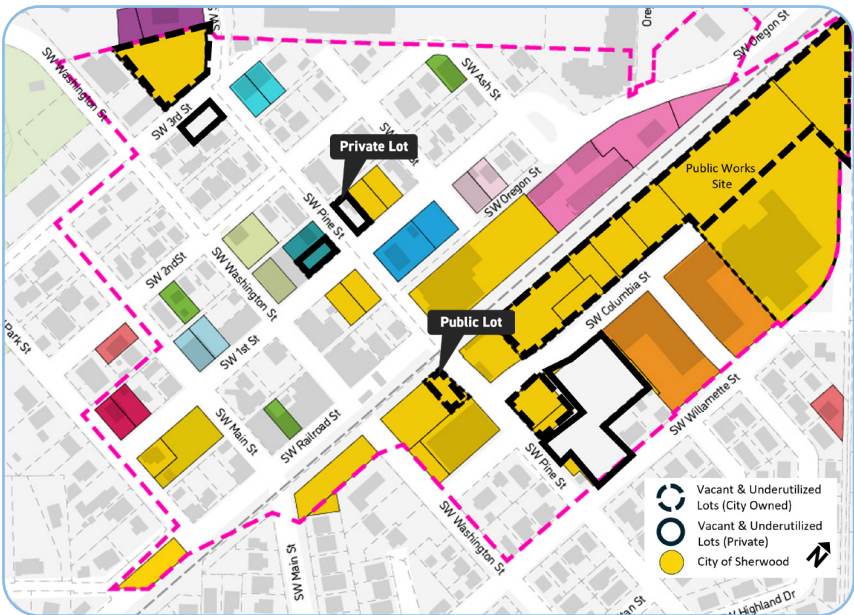 SW Washington St
SW Oregon St
SW Ash St
SW 3rd St
Private Lot
St
Public Works
Site
SW Oregon St
SW Pine St
SW 2ndSt
SW Washington St
SW Columbia St
Park St
SW 1st St
Public Lot
SW Main St
SW Railroad St
SW Willamette St
SW Pine St
SW Washington St
SW Main St
Vacant & Underutilized
Lots (City Owned)
Vacant & Underutilized
Lots (Private)
City of Sherwood
N
Highland Dr